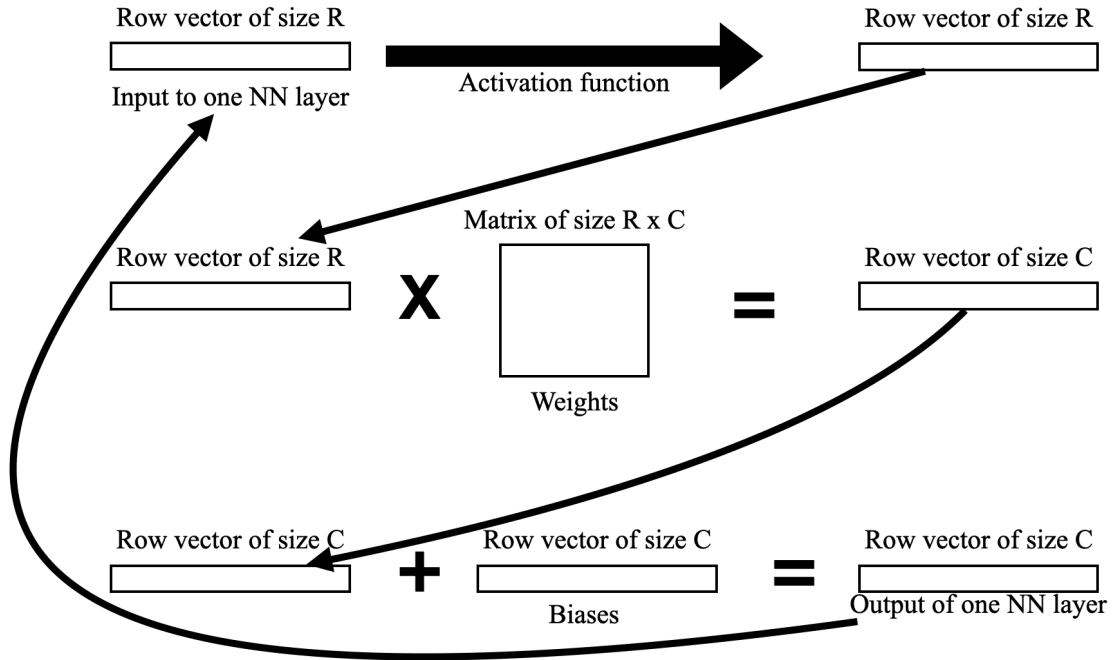 Row vector of size R
Row vector of size R
Activation function
Input to one NN layer
Matrix of size R x C
Row vector of size R
Row vector of size C
X
=
Weights
Row vector of size C
Row vector of size C
Row vector of size C
+
=
Biases
Output of one NN layer